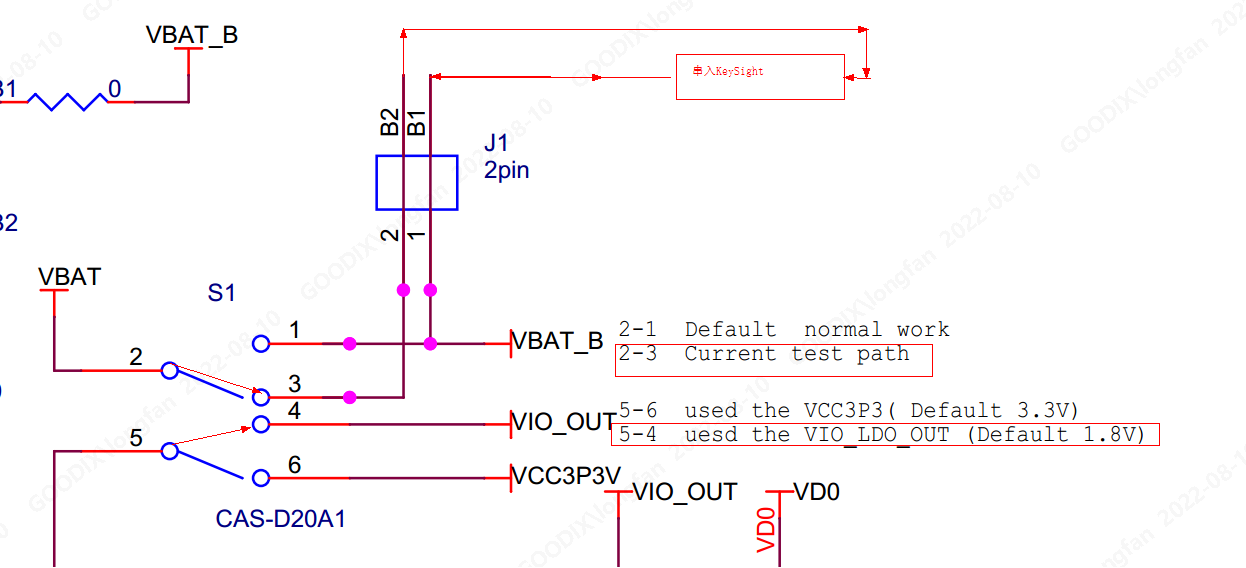 VBAT_B
0
串入KeySight
B2
B1
J1
2pin
2
1
VBAT
S1
1
2
VBAT_B
2-1 Default normal work
2-3 Current test path
3
4
5-6 used the VCC3P3( Default 3.3V)
5
VIO_OUT
5-4 uesd the VIO_LDO_OUT (Default 1.8V)
6
VCC3P3V
VIO_OUT
VD0
CAS-D20A1
VD0
GOODIX\longfan 2022-08-10